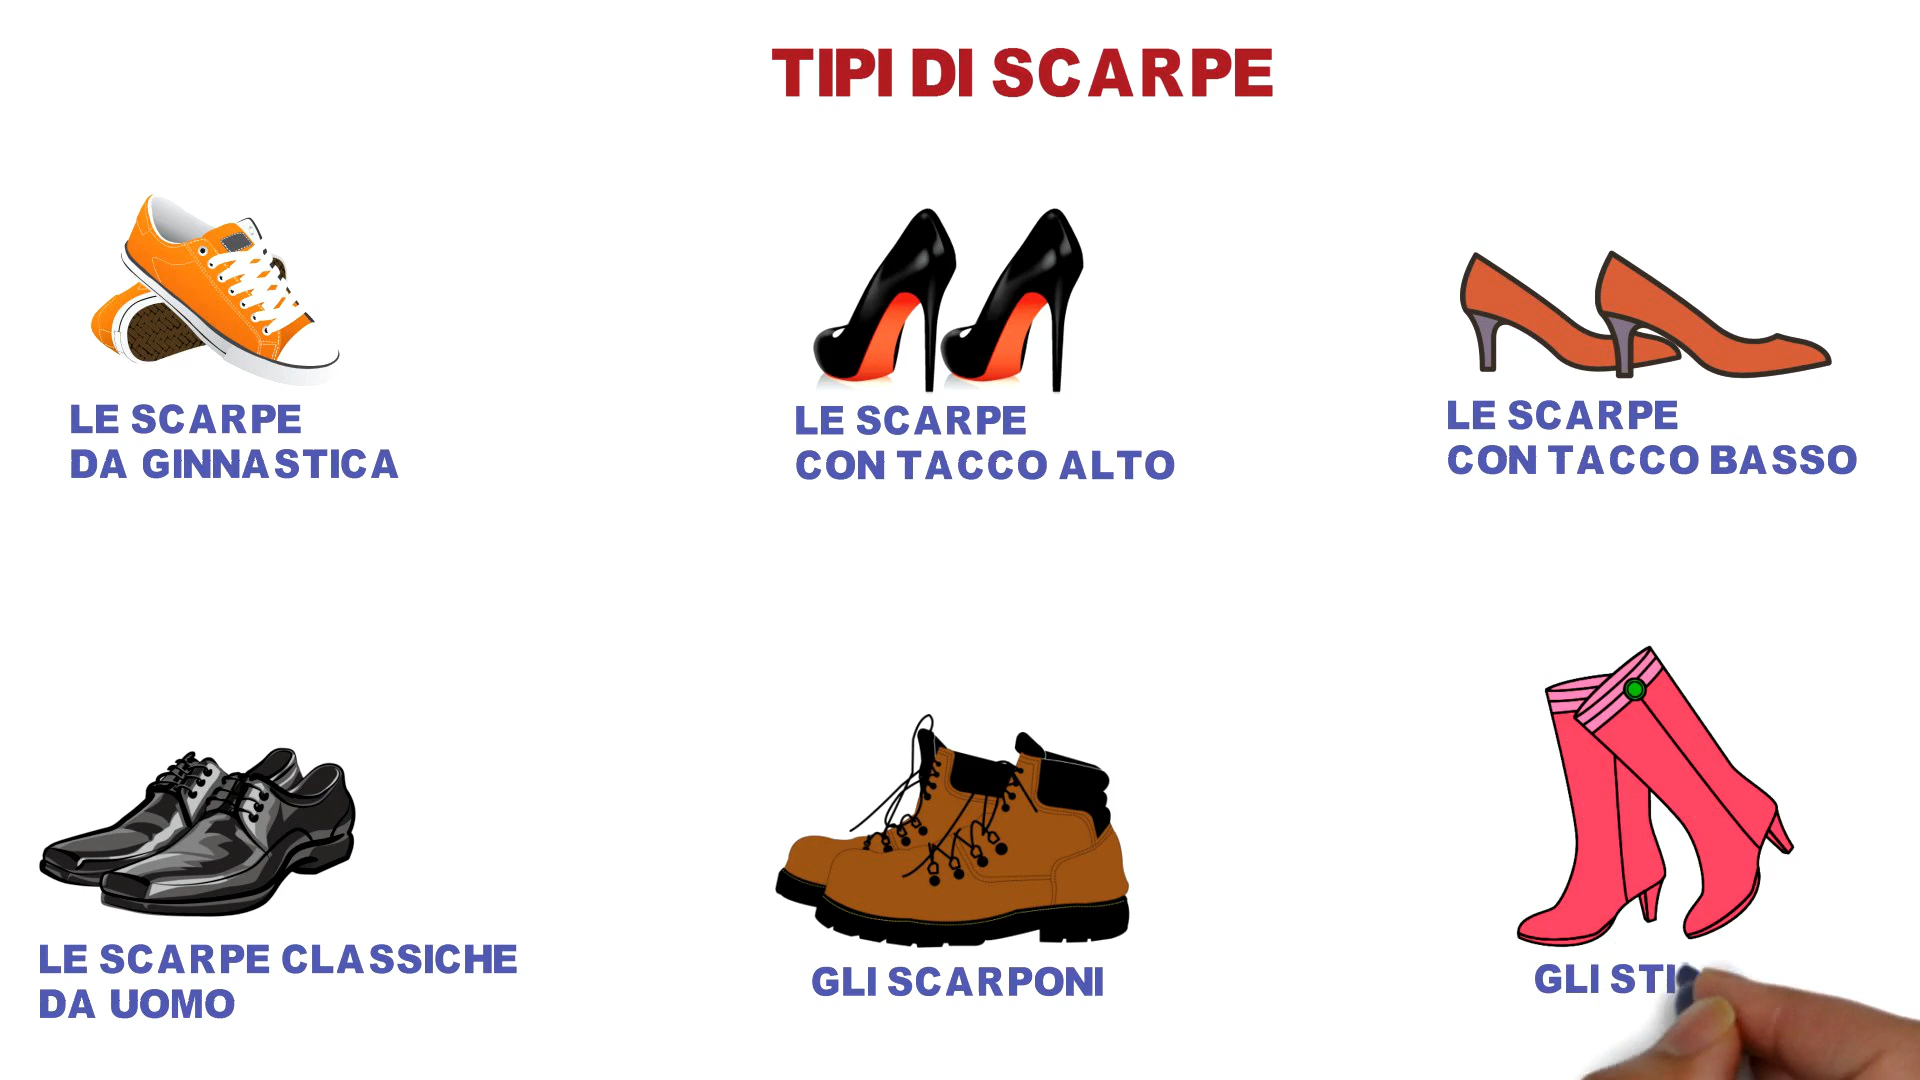 TIPI DI SCARPE
LE SCARPE
DA GINNASTICA
LE SCARPE
CON TACCO ALTO
LE SCARPE
CON TACCO BASSO
LE SCARPE CLASSICHE
DA UOMO
GLI SCARPONI
GLI STI